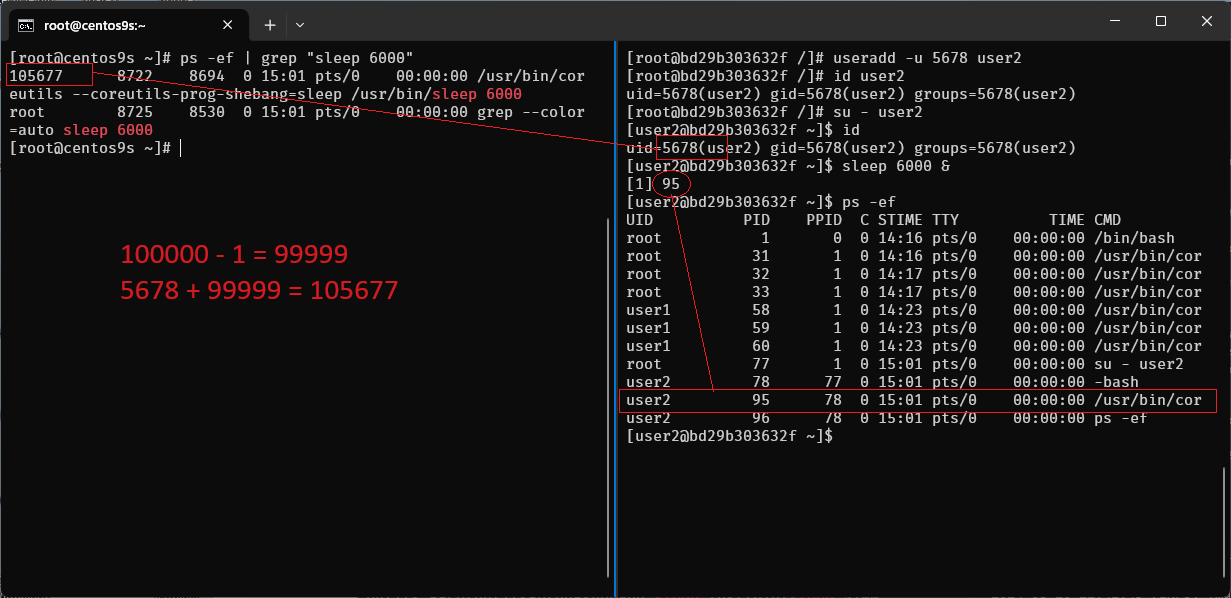 root@centos9s:~
[root@centos9s ~]# ps -ef | grep "sleep 6000"
105677      8722    8694  0 15:01 pts/0    00:00:00 /usr/bin/cor
eutils --coreutils-prog-shebang=sleep /usr/bin/sleep 6000
root        8725    8530  0 15:01 pts/0    00:00:00 grep --color
=auto sleep 6000
[root@centos9s ~]#
100000 - 1 = 99999
5678 + 99999 = 105677
[root@bd29b303632f /]# useradd -u 5678 user2
[root@bd29b303632f /]# id user2
uid=5678(user2) gid=5678(user2) groups=5678(user2)
[root@bd29b303632f /]# su - user2
[user2@bd29b303632f ~]$ id
uid=5678(user2) gid=5678(user2) groups=5678(user2)
[user2@bd29b303632f ~]$ sleep 6000 &
[1] 95
[user2@bd29b303632f ~]$ ps -ef
UID          PID    PPID  C STIME TTY          TIME CMD
root           1       0  0 14:16 pts/0    00:00:00 /bin/bash
root          31       1  0 14:16 pts/0    00:00:00 /usr/bin/cor
root          32       1  0 14:17 pts/0    00:00:00 /usr/bin/cor
root          33       1  0 14:17 pts/0    00:00:00 /usr/bin/cor
user1         58       1  0 14:23 pts/0    00:00:00 /usr/bin/cor
user1         59       1  0 14:23 pts/0    00:00:00 /usr/bin/cor
user1         60       1  0 14:23 pts/0    00:00:00 /usr/bin/cor
root          77       1  0 15:01 pts/0    00:00:00 su - user2
user2         78      77  0 15:01 pts/0    00:00:00 -bash
user2         95      78  0 15:01 pts/0    00:00:00 /usr/bin/cor
user2         96      78  0 15:01 pts/0    00:00:00 ps -ef
[user2@bd29b303632f ~]$